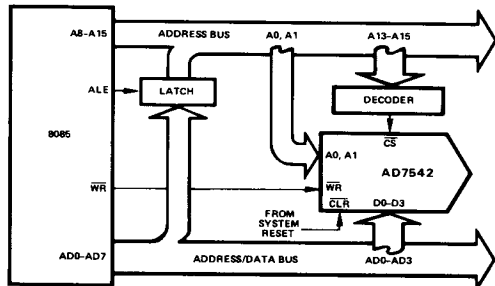 A8–A15
ADDRESS BUS
A0, A1
A13–A15
ALE
LATCH
DECODER
8085
CS
A0, A1
AD7542
WR
WR
CLR
D0–D3
FROM
SYSTEM
RESET
AD0–AD7
ADDRESS/DATA BUS
AD0–AD3